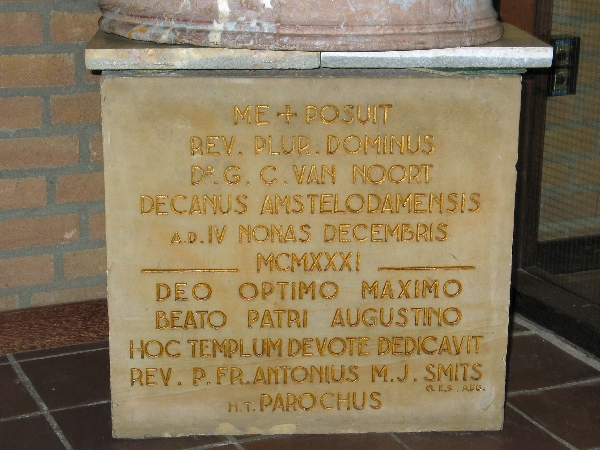 ME + POSUIT
REV. PLUR. DOMINUS
DR. G. C. VAN NOORT
DECANUS AMSTELODAMENSIS
A.D. IV NONAS DECEMBRIS
MCMXXXI
DEO OPTIMO MAXIMO
BEATO PATRI AUGUSTINO
HOC TEMPLUM DEVOTE DEDICAVIT
REV. P. FR. ANTONIUS M.J. SMITS
O.E.S. AUG.
H.T. PAROCHUS